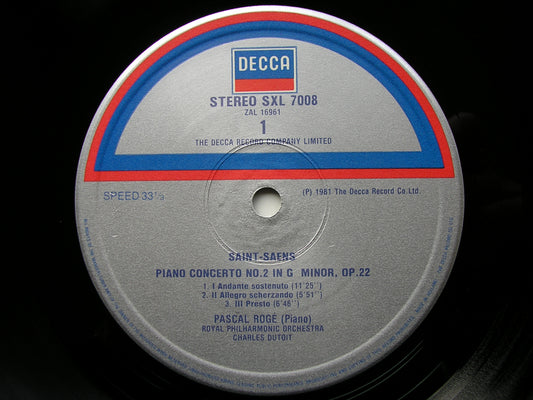 DECCA
STEREO SXL 7008
ZAL 16961
1
THE DECCA RECORD COMPANY LIMITED
SPEED 33⅓
(P) 1981 The Decca Record Co Ltd.
SAINT-SAENS
PIANO CONCERTO NO.2 IN G MINOR, OP.22
1. I Andante sostenuto (11'25'')
2. II Allegro scherzando (5'51'')
3. III Presto (6'46'')
PASCAL ROGÉ (Piano)
ROYAL PHILHARMONIC ORCHESTRA
CHARLES DUTOIT